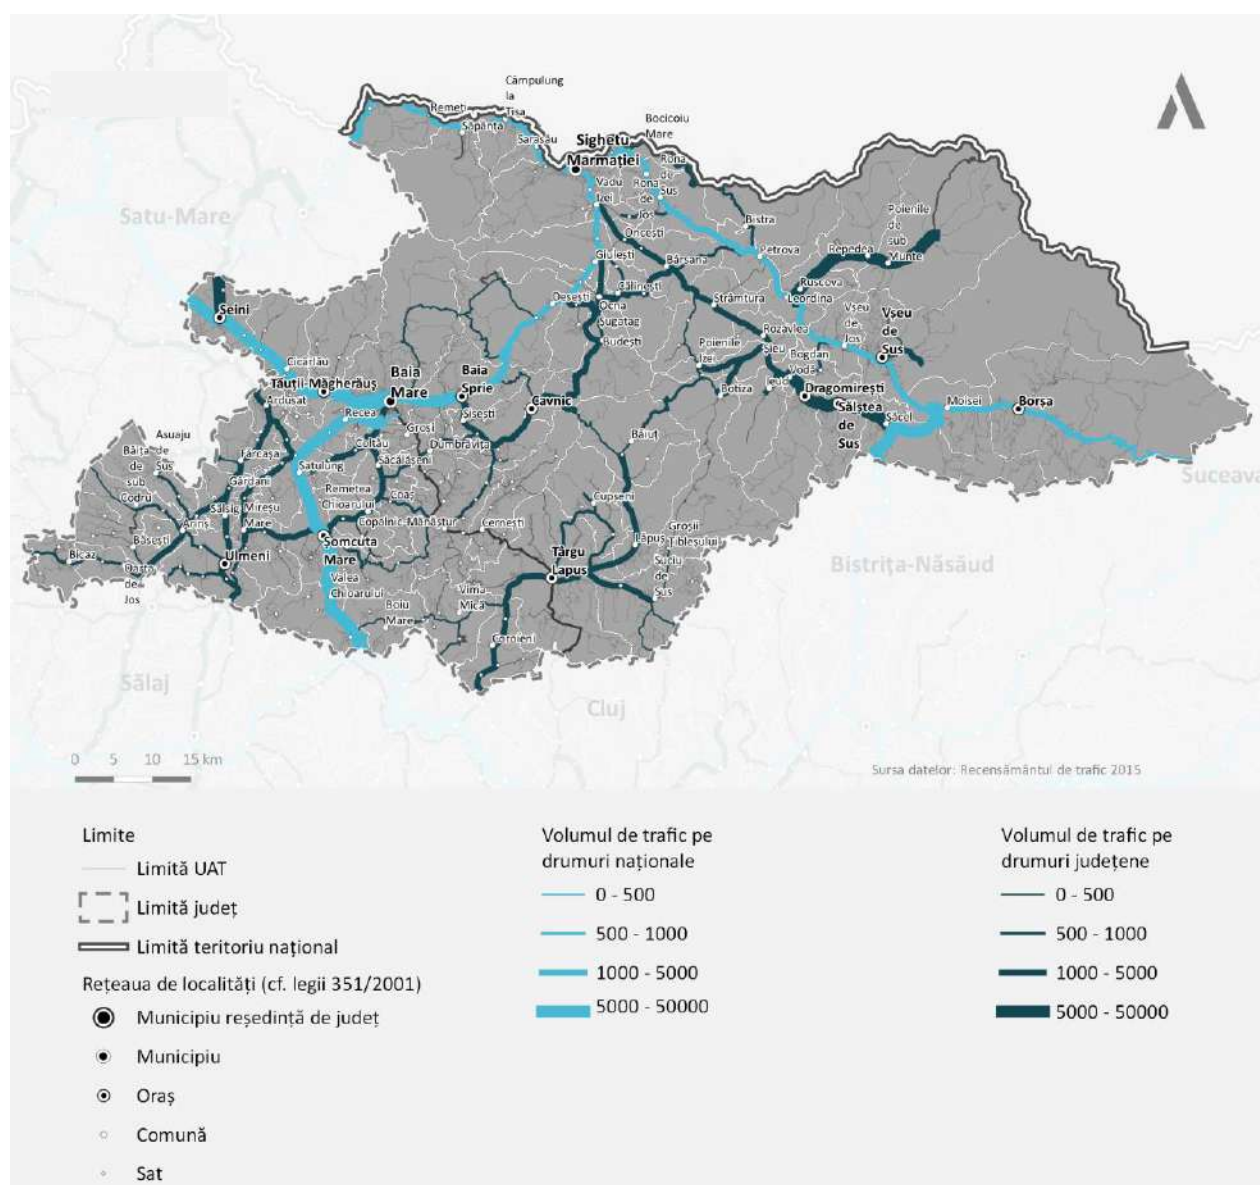 Câmpulung
la
Tisa
Remeți
Săpânța
Bocicoiu
Mare
Sarasău
Sighetu
Marmației
Rona
de
Sus
Vadu
Izei
Rona
de
Jos
Satu-Mare
Poienile
de
sub
Munte
Bistra
Oncești
Giulești
Bârsana
Petrova
Repedea
Ruscova
Călinești
Leordina
Desești
Ocna
Șugatag
Strâmtura
Seini
Vșeu
de
Jos
Vșeu
de
Sus
Budești
Rozavlea
Poienile
Izei
Șieu
Bogdan
Vodă
Cicârlău
Baia
Mare
Baia
Sprie
Tăuții-Măgherăuș
Botiza
Ieud
Dragomirești
Ardusat
Cavnic
Moisei
Borșa
Recea
Sisești
Săliștea
de
Sus
Săcel
Groși
Asuaju
de
Sus
Băița
de
sub
Codru
Fărcașa
Coltău
Dumbrăvița
Băiuț
Săcălășeni
Satulung
Suceava
Gârdani
Remetea
Chioarului
Coaș
Cupșeni
Sălsig
Mireșu
Mare
Ariniș
Copalnic-Mănăștur
Cernești
Groșii
Țibleșului
Băsești
Șomcuta
Mare
Lăpuș
Bicaz
Ulmeni
Târgu
Lapus
Suciu
de
Sus
Bistrița-Năsăud
Oarța
de
Jos
Valea
Chioarului
Vima
Mică
Boiu
Mare
Coroieni
Sălaj
Cluj
0 5 10 15 km
Sursa datelor: Recensământul de trafic 2015
Limite
Limită UAT
Limită județ
Limită teritoriu național
Rețeaua de localități (cf. legii 351/2001)
Municipiu reședință de județ
Municipiu
Oraș
Comună
Sat
Volumul de trafic pe
drumuri naționale
0 - 500
500 - 1000
1000 - 5000
5000 - 50000
Volumul de trafic pe
drumuri județene
0 - 500
500 - 1000
1000 - 5000
5000 - 50000